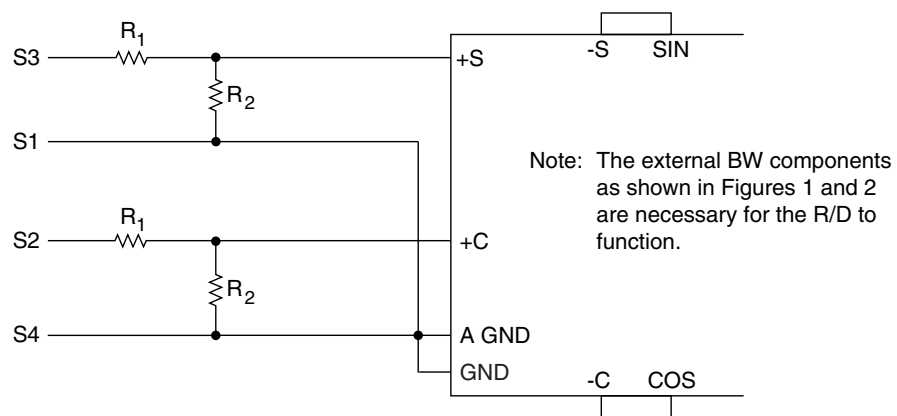 -S SIN
R1
S3
+S
R2
S1
Note: The external BW components
as shown in Figures 1 and 2
are necessary for the R/D to
function.
R1
S2
+C
R2
S4
A GND
GND
-C COS